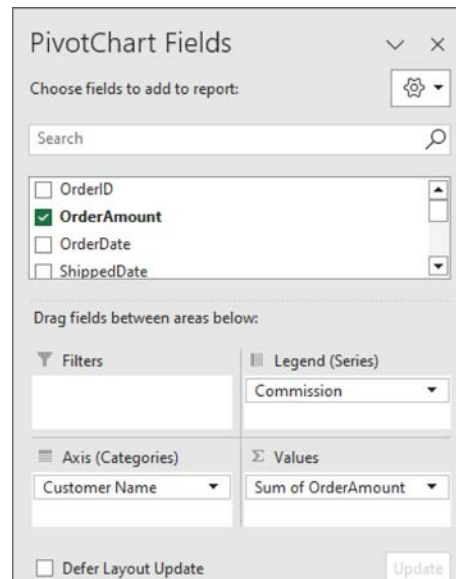 PivotChart Fields
Choose fields to add to report:
Search
OrderID
OrderAmount
OrderDate
ShippedDate
Drag fields between areas below:
Filters
Legend (Series)
Commission
Axis (Categories)
Σ Values
Customer Name
Sum of OrderAmount
Defer Layout Update
Update